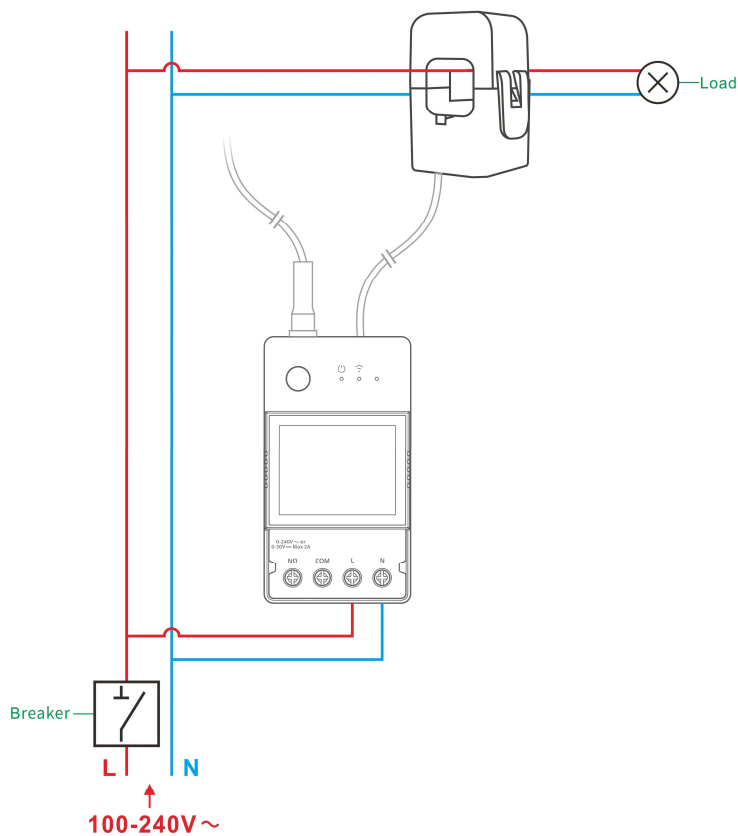 Load
0-240V～ or
0-30V⎓ Max 2A
NO COM L N
Breaker
L N
100-240V～